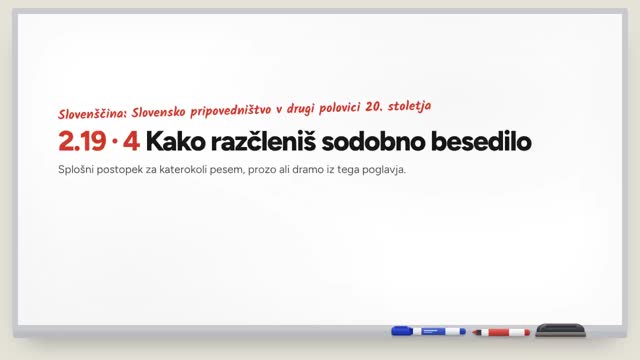 Slovenščina: Slovensko pripovedništvo v drugi polovici 20. stoletja
2.19 · 4 Kako razčleniš sodobno besedilo
Splošni postopek za katerokoli pesem, prozo ali dramo iz tega poglavja.